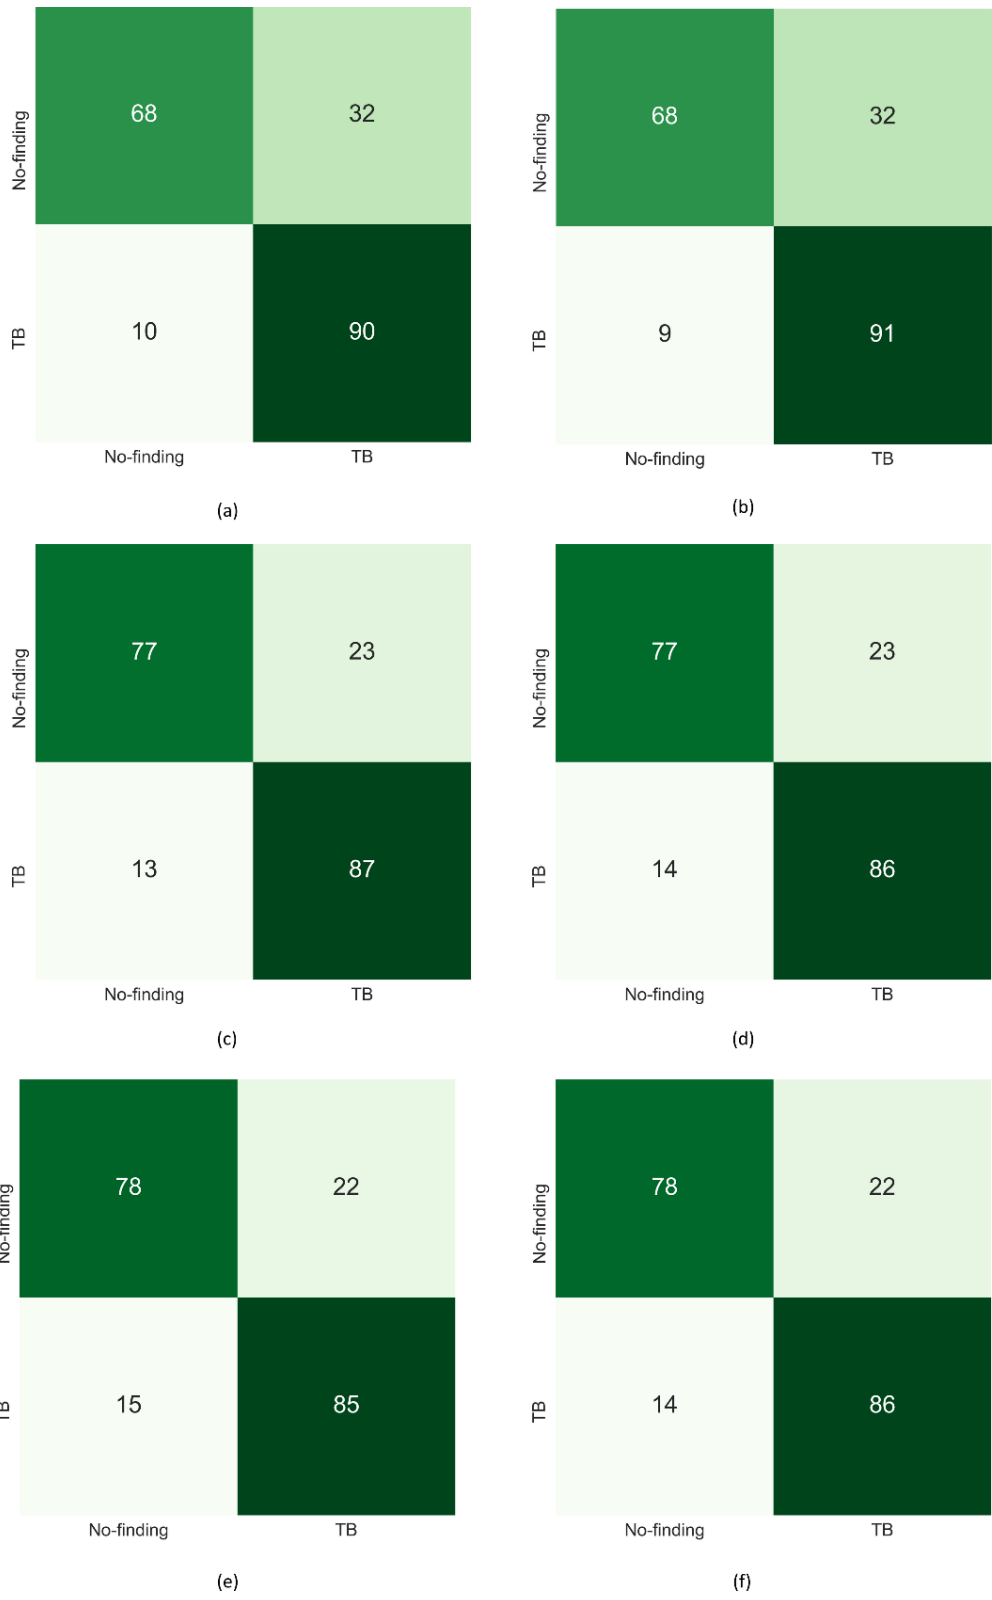 No-finding
68
32
TB
10
90
No-finding
TB
(a)
No-finding
68
32
TB
9
91
No-finding
TB
(b)
No-finding
77
23
TB
13
87
No-finding
TB
(c)
No-finding
77
23
TB
14
86
No-finding
TB
(d)
No-finding
78
22
TB
15
85
No-finding
TB
(e)
No-finding
78
22
TB
14
86
No-finding
TB
(f)